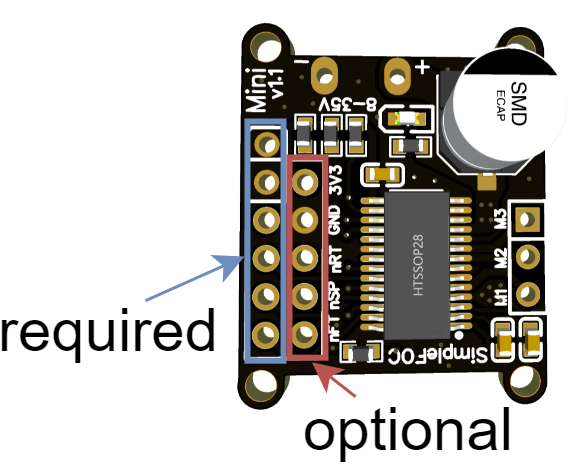 Mini
v1.1
−
+
8-35V
SMD
ECAP
3V3
GND
nRT
nSP
nFT
HTSSOP28
M3
M2
M1
SimpleFOC
required
optional